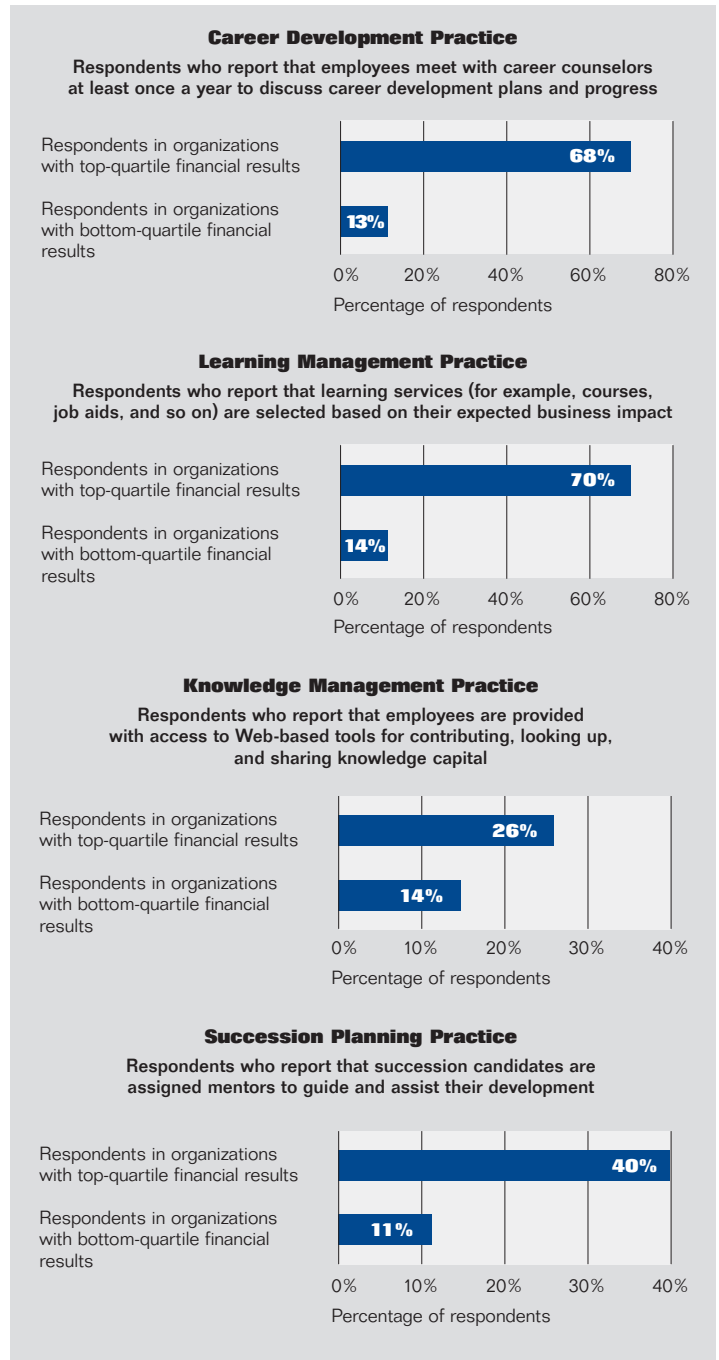 Career Development Practice
Respondents who report that employees meet with career counselors
at least once a year to discuss career development plans and progress
Respondents in organizations
with top-quartile financial results
68%
Respondents in organizations
with bottom-quartile financial
results
13%
0% 20% 40% 60% 80%
Percentage of respondents
Learning Management Practice
Respondents who report that learning services (for example, courses,
job aids, and so on) are selected based on their expected business impact
Respondents in organizations
with top-quartile financial results
70%
Respondents in organizations
with bottom-quartile financial
results
14%
0% 20% 40% 60% 80%
Percentage of respondents
Knowledge Management Practice
Respondents who report that employees are provided
with access to Web-based tools for contributing, looking up,
and sharing knowledge capital
Respondents in organizations
with top-quartile financial results
26%
Respondents in organizations
with bottom-quartile financial
results
14%
0% 10% 20% 30% 40%
Percentage of respondents
Succession Planning Practice
Respondents who report that succession candidates are
assigned mentors to guide and assist their development
Respondents in organizations
with top-quartile financial results
40%
Respondents in organizations
with bottom-quartile financial
results
11%
0% 10% 20% 30% 40%
Percentage of respondents